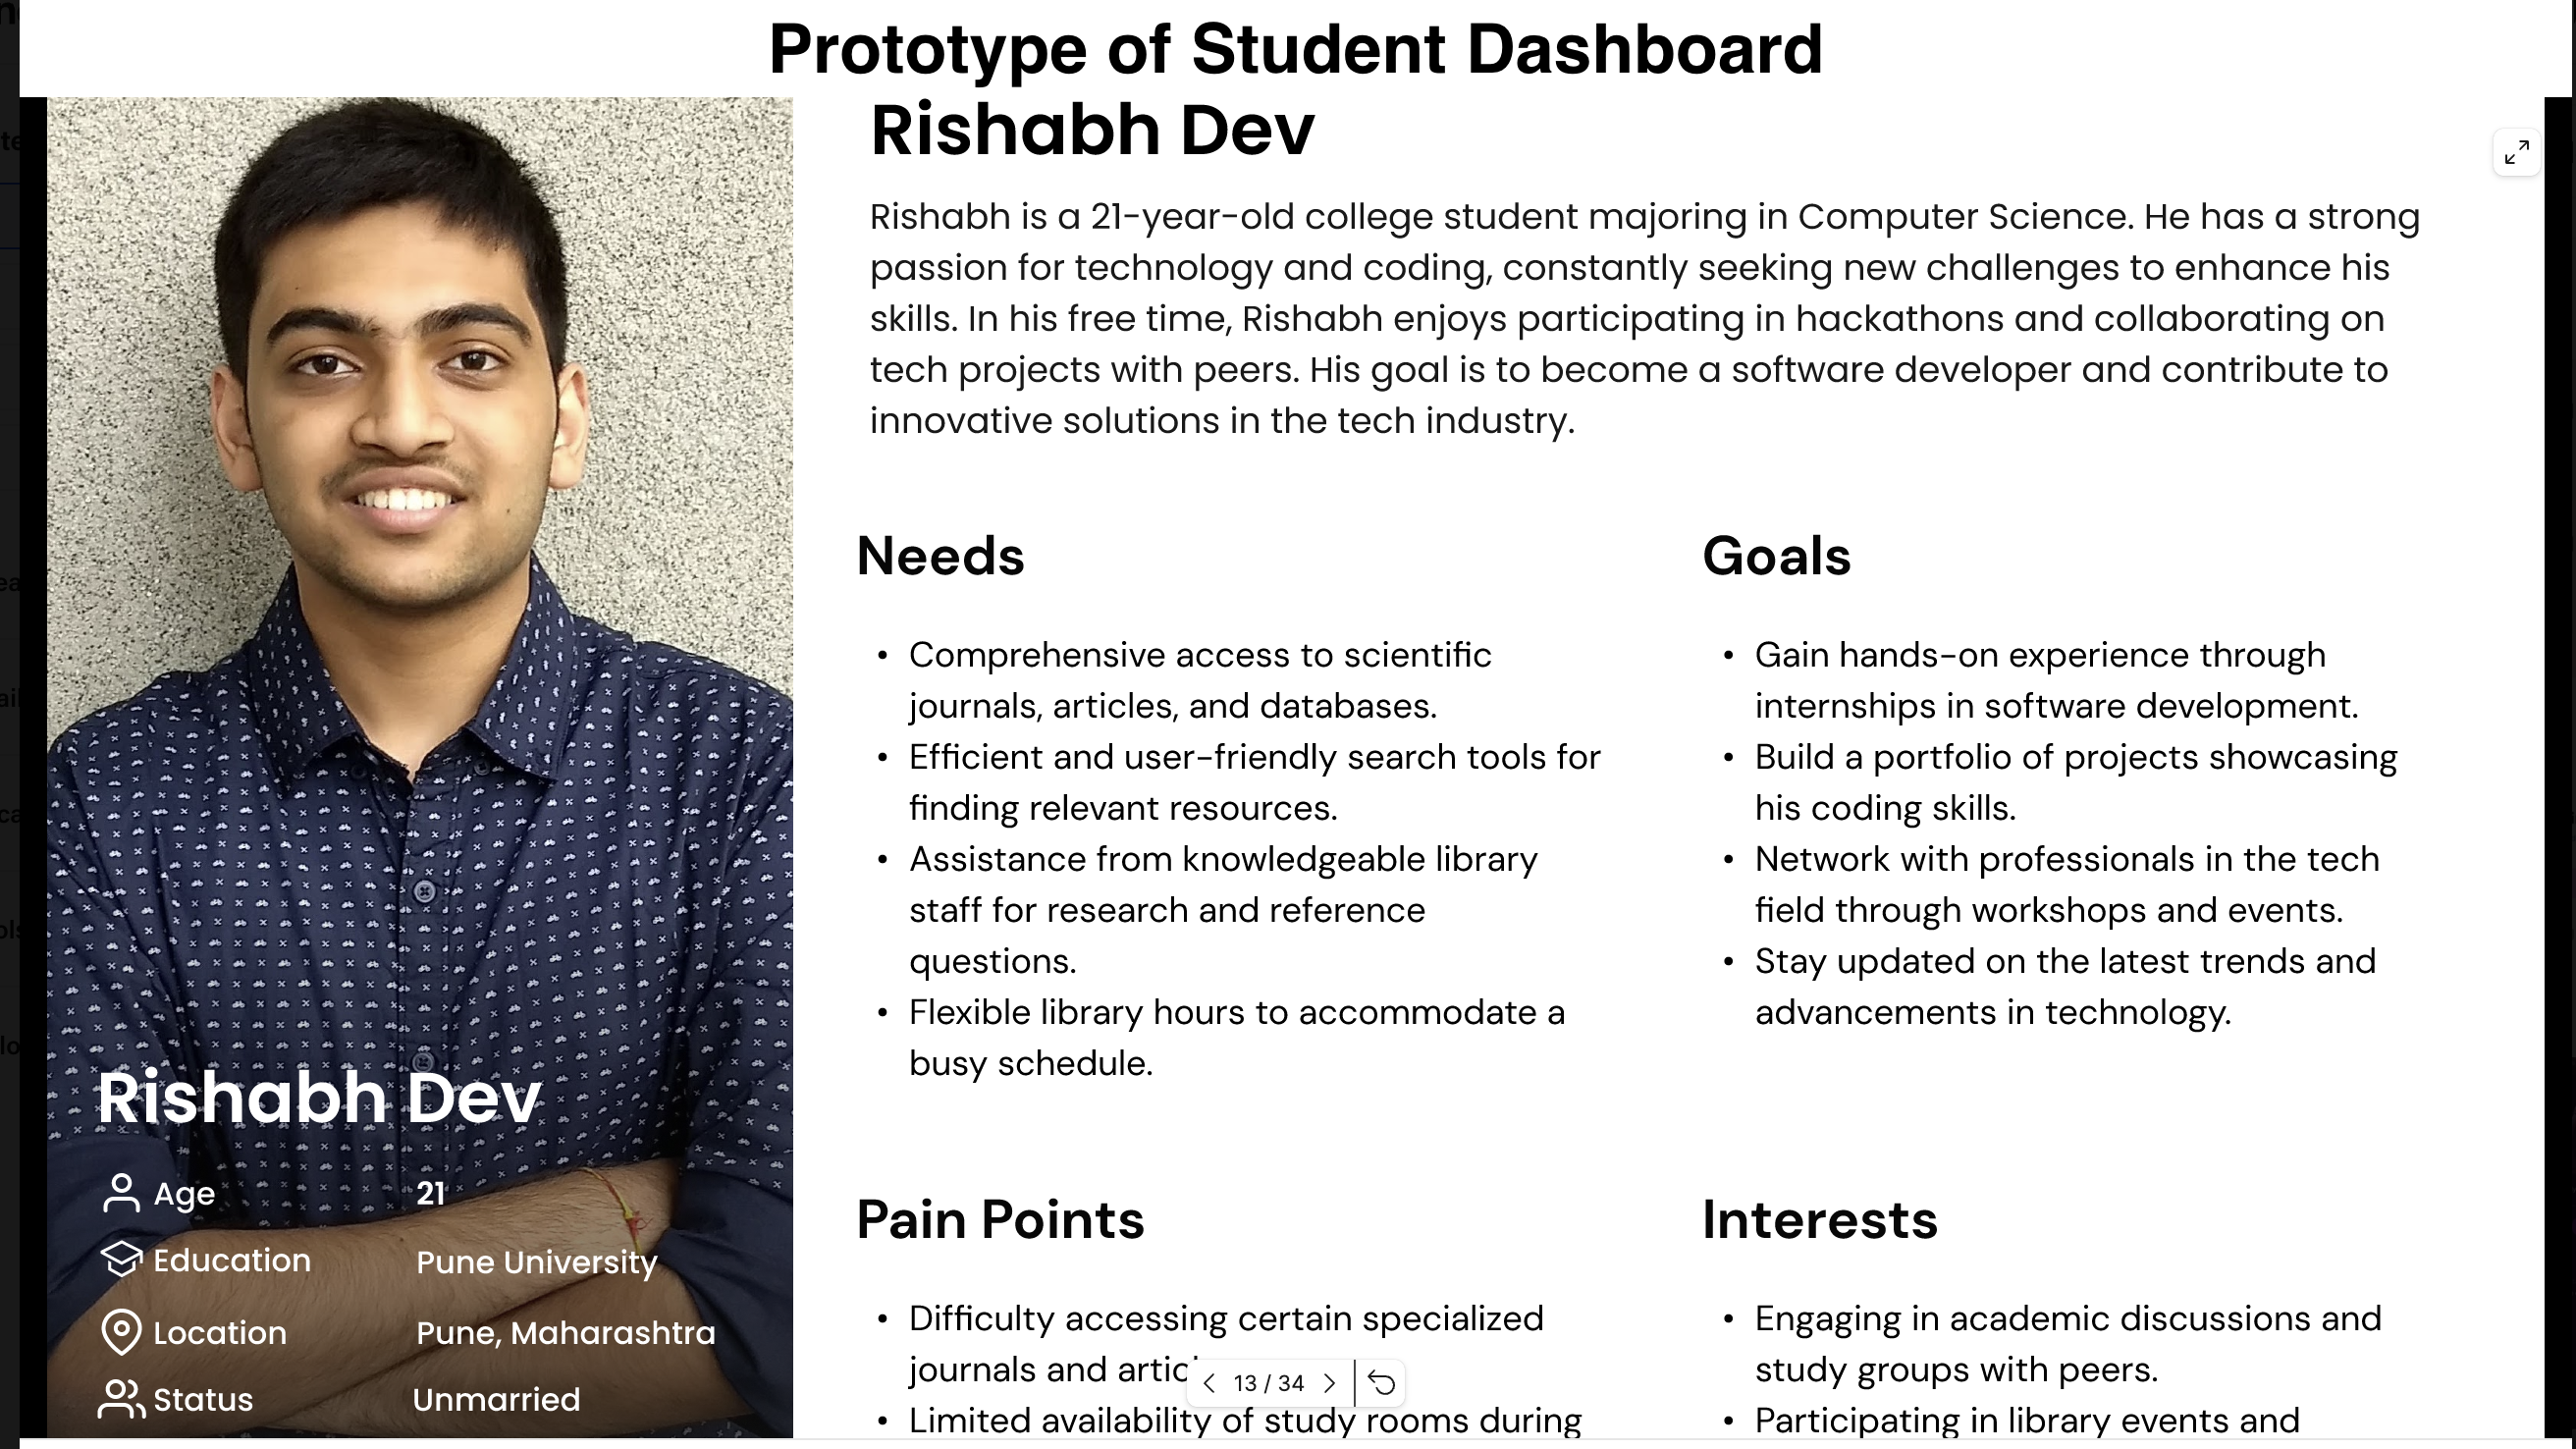 Prototype of Student Dashboard
Rishabh Dev
Rishabh is a 21-year-old college student majoring in Computer Science. He has a strong
passion for technology and coding, constantly seeking new challenges to enhance his
skills. In his free time, Rishabh enjoys participating in hackathons and collaborating on
tech projects with peers. His goal is to become a software developer and contribute to
innovative solutions in the tech industry.
Needs
• Comprehensive access to scientific
journals, articles, and databases.
• Efficient and user-friendly search tools for
finding relevant resources.
• Assistance from knowledgeable library
staff for research and reference
questions.
• Flexible library hours to accommodate a
busy schedule.
Goals
• Gain hands-on experience through
internships in software development.
• Build a portfolio of projects showcasing
his coding skills.
• Network with professionals in the tech
field through workshops and events.
• Stay updated on the latest trends and
advancements in technology.
Pain Points
• Difficulty accessing certain specialized
journals and
• Limited availability of study rooms during
Interests
• Engaging in academic discussions and
study groups with peers.
• Participating in library events and
Rishabh Dev
Age 21
Education Pune University
Location Pune, Maharashtra
Status Unmarried
13 / 34